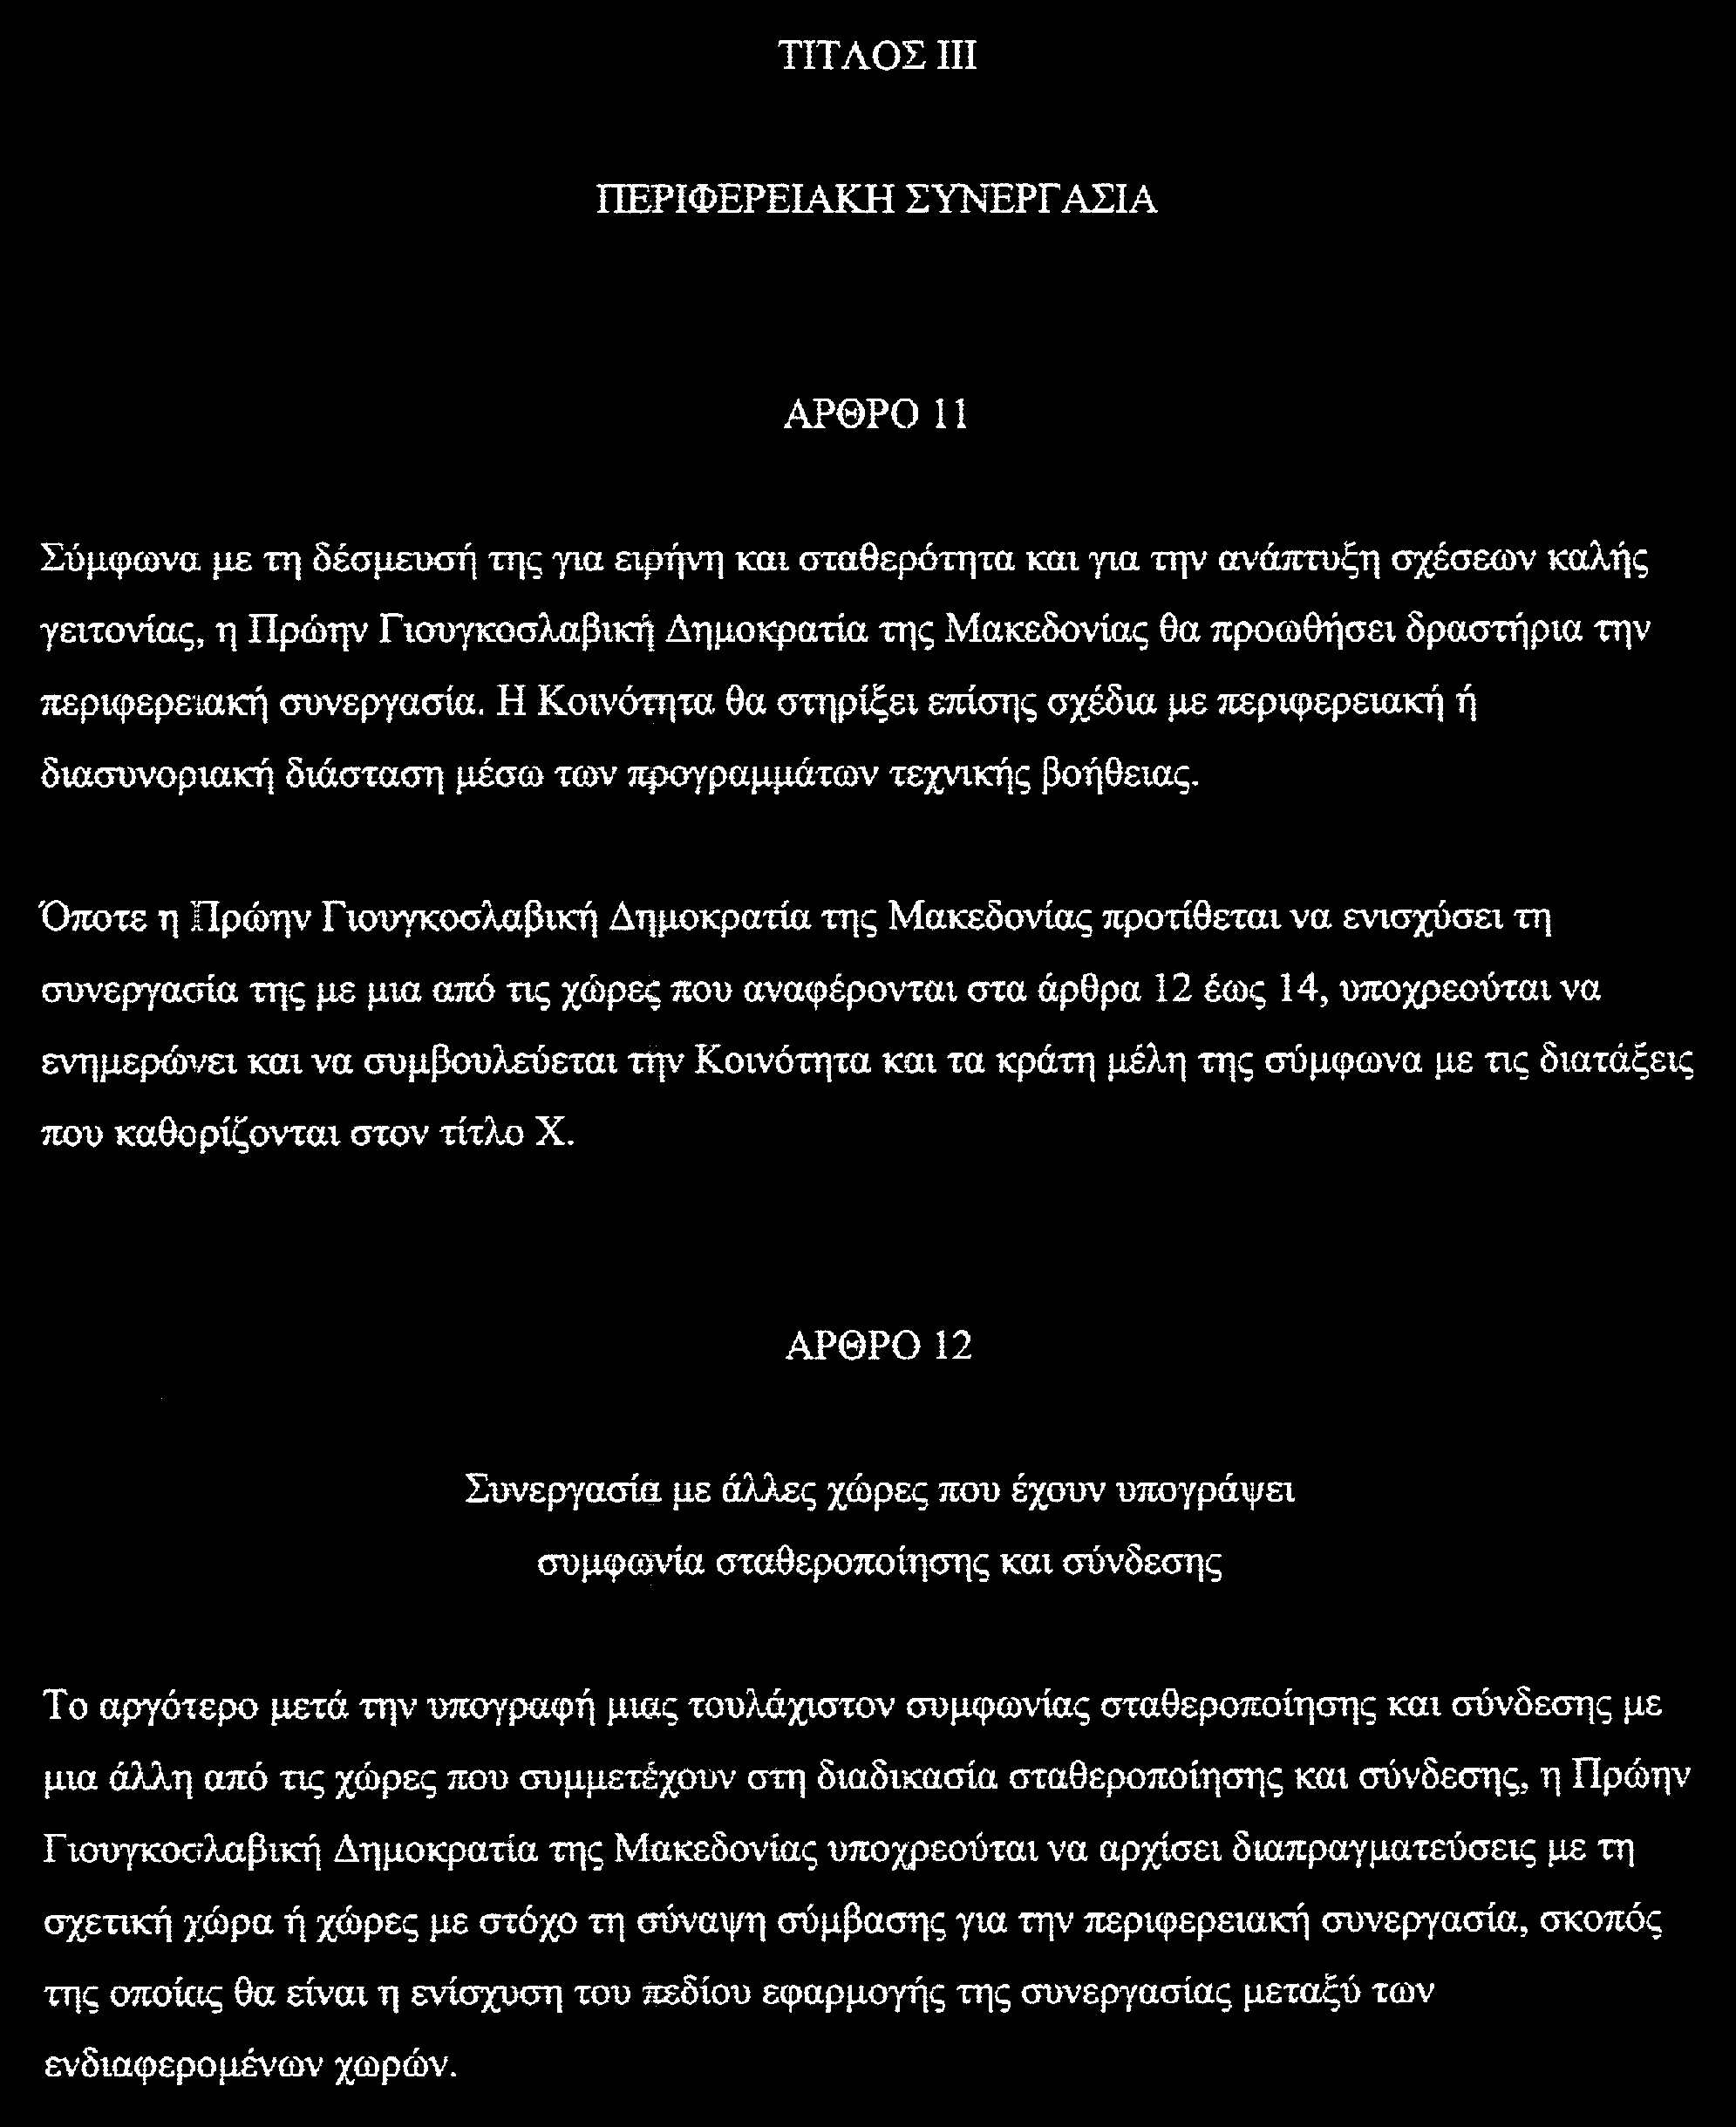 ΤΙΤΛΟΣ ΙΙΙ
ΠΕΡΙΦΕΡΕΙΑΚΗ ΣΥΝΕΡΓΑΣΙΑ
ΑΡΘΡΟ 11
Σύμφωνα με τη δέσμευσή της για ειρήνη και σταθερότητα και για την ανάπτυξη σχέσεων καλής
γειτονίας, η Πρώην Γιουγκοσλαβική Δημοκρατία της Μακεδονίας θα προωθήσει δραστήρια την
περιφερειακή συνεργασία. Η Κοινότητα θα στηρίξει επίσης σχέδια με περιφερειακή ή
διασυνοριακή διάσταση μέσω των προγραμμάτων τεχνικής βοήθειας.
Όποτε η Πρώην Γιουγκοσλαβική Δημοκρατία της Μακεδονίας προτίθεται να ενισχύσει τη
συνεργασία της με μια από τις χώρες που αναφέρονται στα άρθρα 12 έως 14, υποχρεούται να
ενημερώνει και να συμβουλεύεται την Κοινότητα και τα κράτη μέλη της σύμφωνα με τις διατάξεις
που καθορίζονται στον τίτλο Χ.
ΑΡΘΡΟ 12
Συνεργασία με άλλες χώρες που έχουν υπογράψει
συμφωνία σταθεροποίησης και σύνδεσης
Το αργότερο μετά την υπογραφή μιας τουλάχιστον συμφωνίας σταθεροποίησης και σύνδεσης με
μια άλλη από τις χώρες που συμμετέχουν στη διαδικασία σταθεροποίησης και σύνδεσης, η Πρώην
Γιουγκοσλαβική Δημοκρατία της Μακεδονίας υποχρεούται να αρχίσει διαπραγματεύσεις με τη
σχετική χώρα ή χώρες με στόχο τη σύναψη σύμβασης για την περιφερειακή συνεργασία, σκοπός
της οποίας θα είναι η ενίσχυση του πεδίου εφαρμογής της συνεργασίας μεταξύ των
ενδιαφερομένων χωρών.